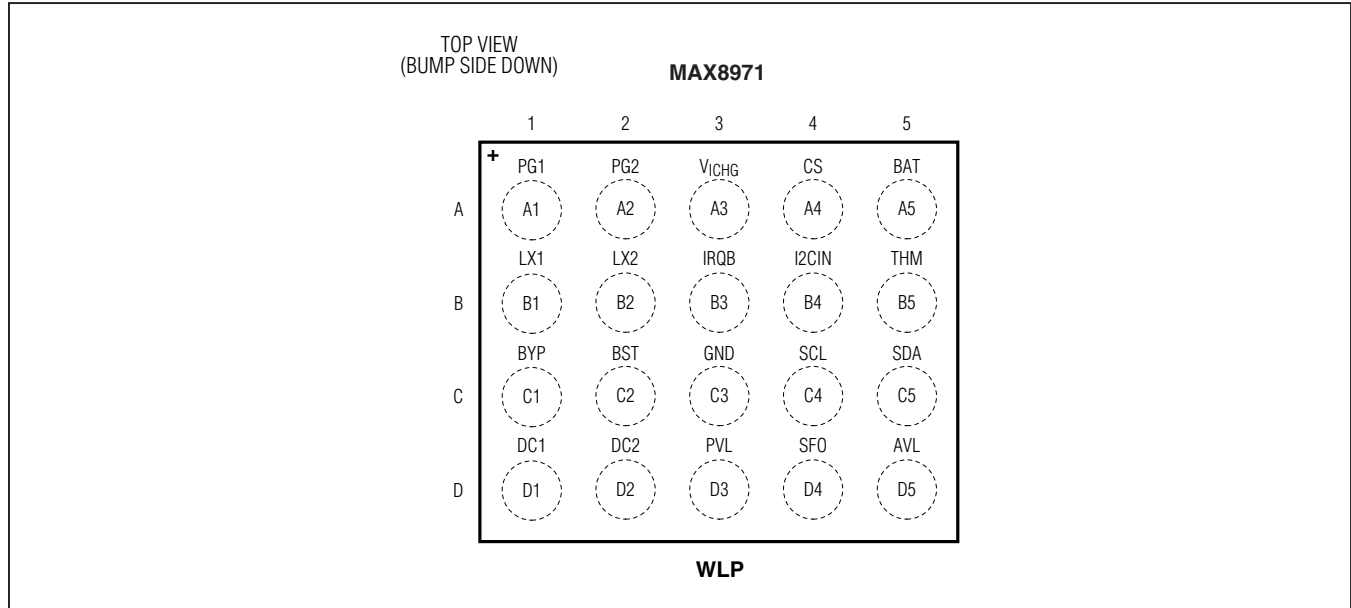 TOP VIEW
(BUMP SIDE DOWN)
MAX8971
1 2 3 4 5
+
PG1 PG2 VICHG CS BAT
A A1 A2 A3 A4 A5
LX1 LX2 IRQB I2CIN THM
B B1 B2 B3 B4 B5
BYP BST GND SCL SDA
C C1 C2 C3 C4 C5
DC1 DC2 PVL SFO AVL
D D1 D2 D3 D4 D5
WLP